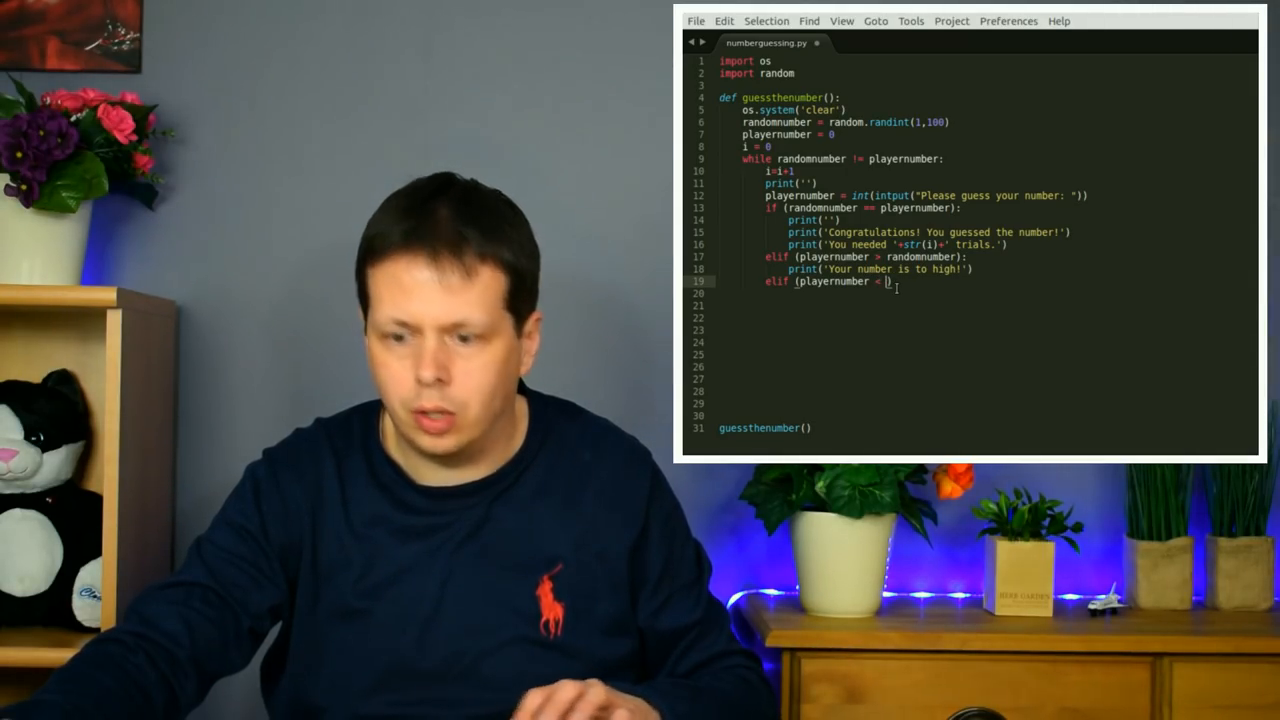 File Edit Selection Find View Goto Tools Project Preferences Help
numberguessing.py
1 import os
2 import random
3
4 def guessthenumber():
5 os.system('clear')
6 randomnumber = random.randint(1,100)
7 playernumber = 0
8 i = 0
9 while randomnumber != playernumber:
10 i=i+1
11 print('')
12 playernumber = int(intput("Please guess your number: "))
13 if (randomnumber == playernumber):
14 print('')
15 print('Congratulations! You guessed the number!')
16 print('You needed '+str(i)+' trials.')
17 elif (playernumber > randomnumber):
18 print('Your number is to high!')
19 elif (playernumber < )
20
21
22
23
24
25
26
27
28
29
30
31 guessthenumber()
HERB GARDEN